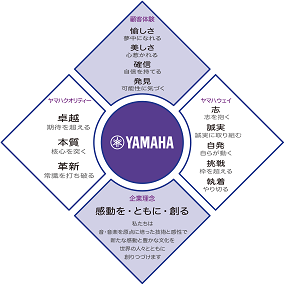 顧客体験
愉しさ
夢中になれる
美しさ
心惹かれる
確信
自信を持てる
発見
可能性に気づく
ヤマハクオリティー
卓越
期待を超える
本質
核心を突く
革新
常識を打ち破る
YAMAHA
ヤマハウェイ
志
志を抱く
誠実
誠実に取り組む
自発
自らが動く
挑戦
枠を超える
執着
やり切る
企業理念
感動を・ともに・創る
私たちは
音・音楽を原点に培った技術と感性で
新たな感動と豊かな文化を
世界の人々とともに
創りつづけます